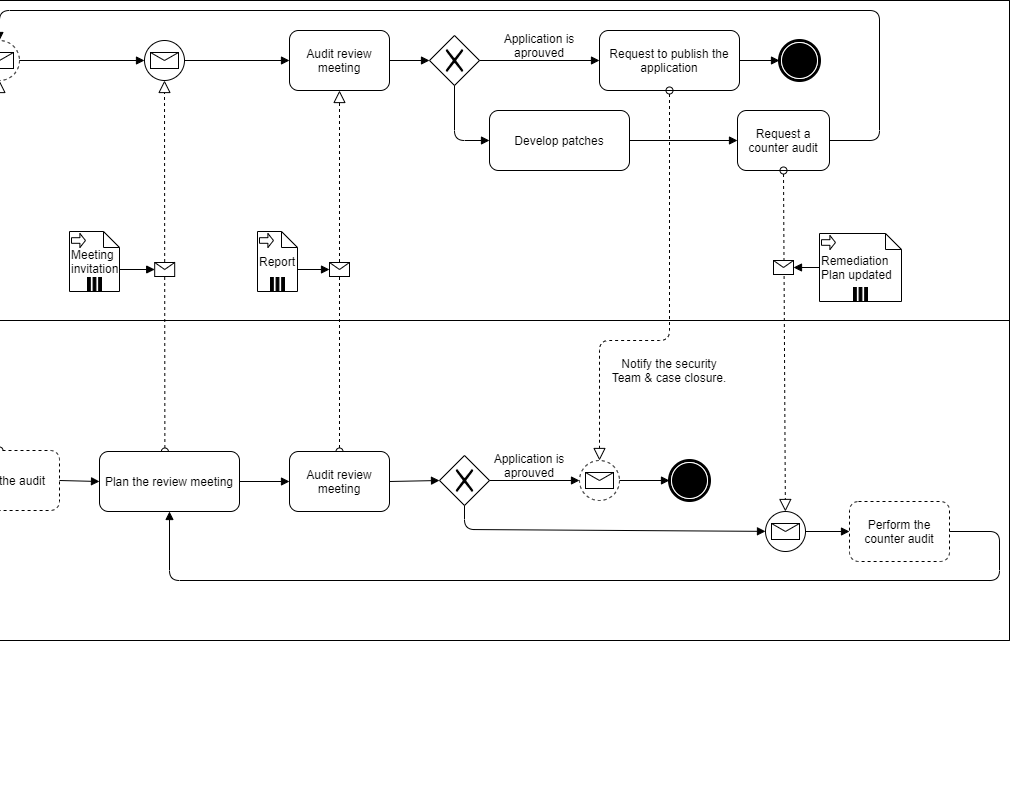 Audit review
meeting
Application is
aprouved
Request to publish the
application
Develop patches
Request a
counter audit
Meeting
invitation
Report
Remediation
Plan updated
Notify the security
Team & case closure.
the audit
Plan the review meeting
Audit review
meeting
Application is
aprouved
Perform the
counter audit